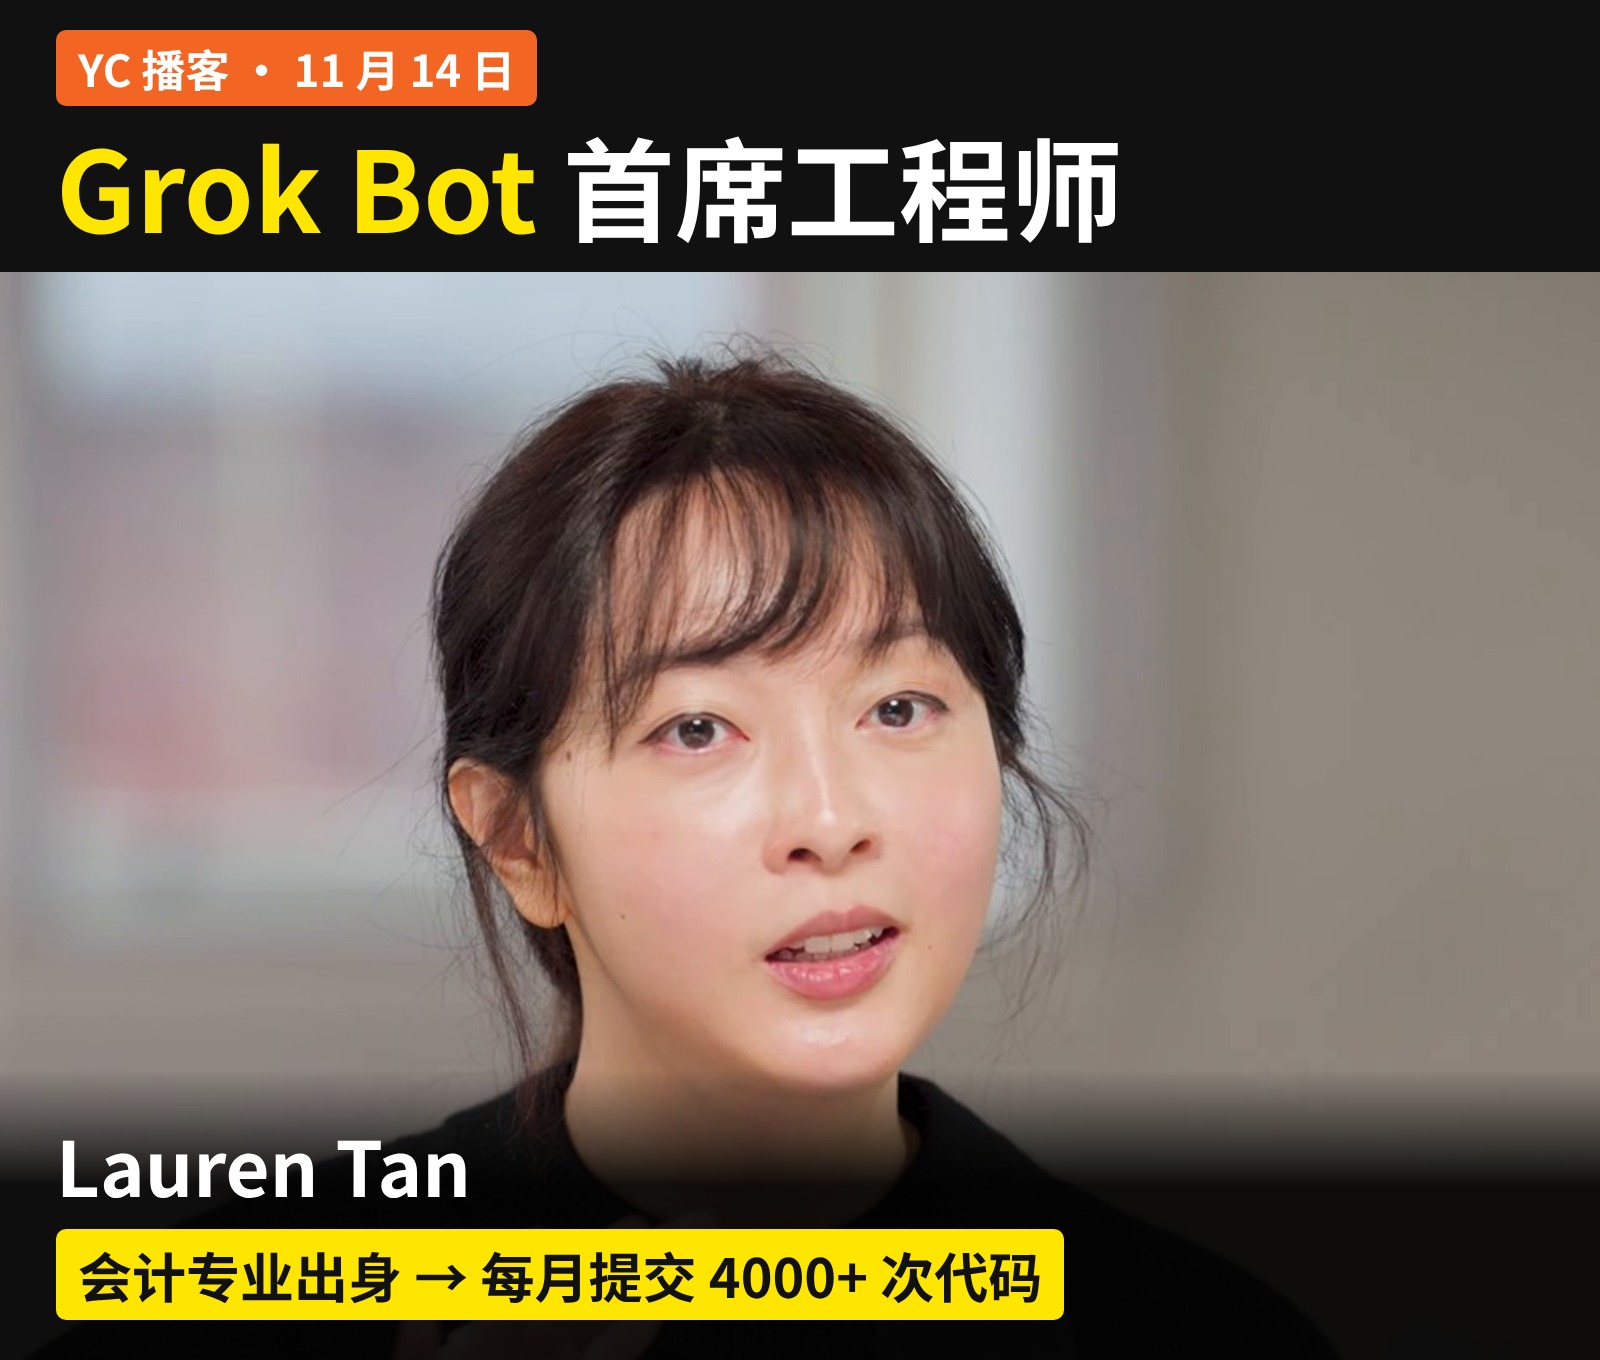 YC 播客 · 11 月 14 日
Grok Bot 首席工程师
Lauren Tan
会计专业出身 → 每月提交 4000+ 次代码